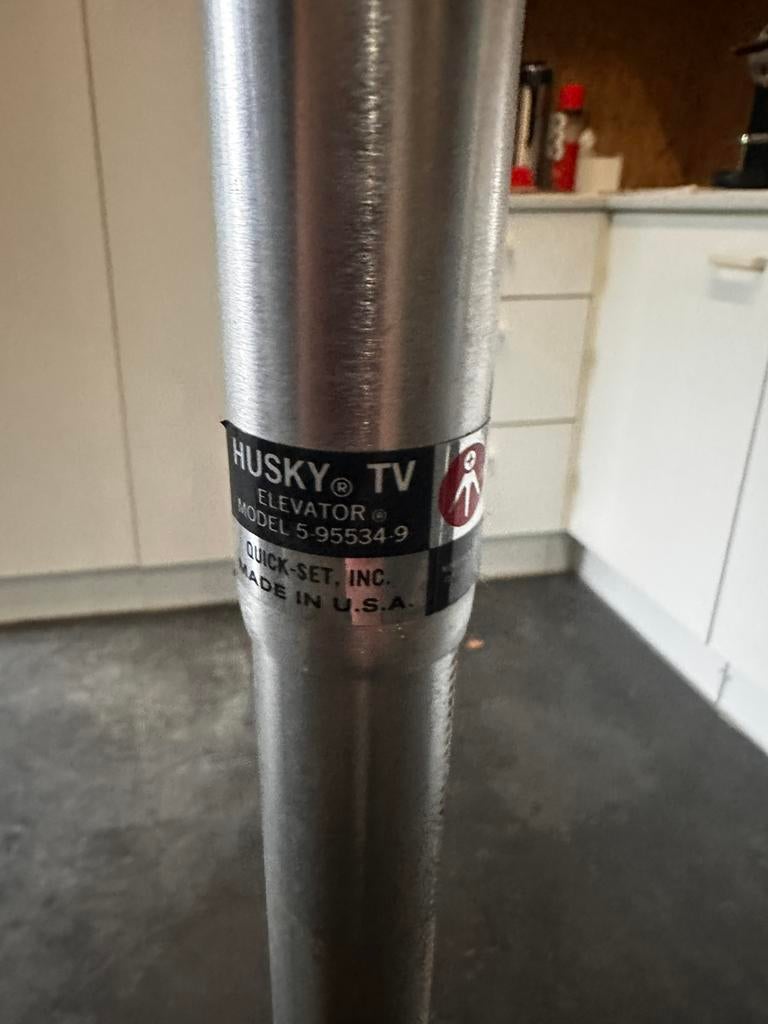 HUSKY® TV
ELEVATOR®
MODEL 5-95534-9
QUICK-SET, INC.
MADE IN U.S.A.